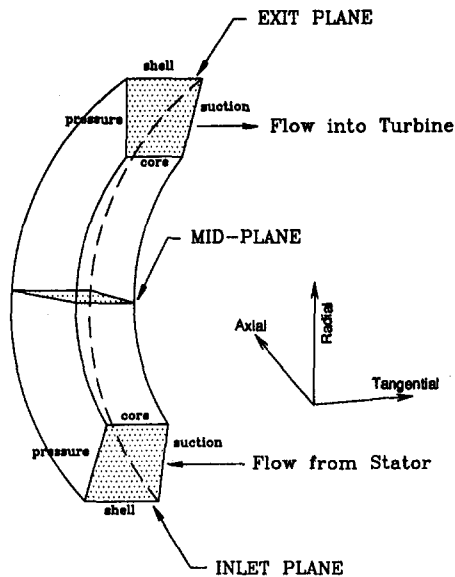 EXIT PLANE
shell
suction
pressure
Flow into Turbine
core
MID-PLANE
Axial
Radial
Tangential
core
suction
pressure
Flow from Stator
shell
INLET PLANE